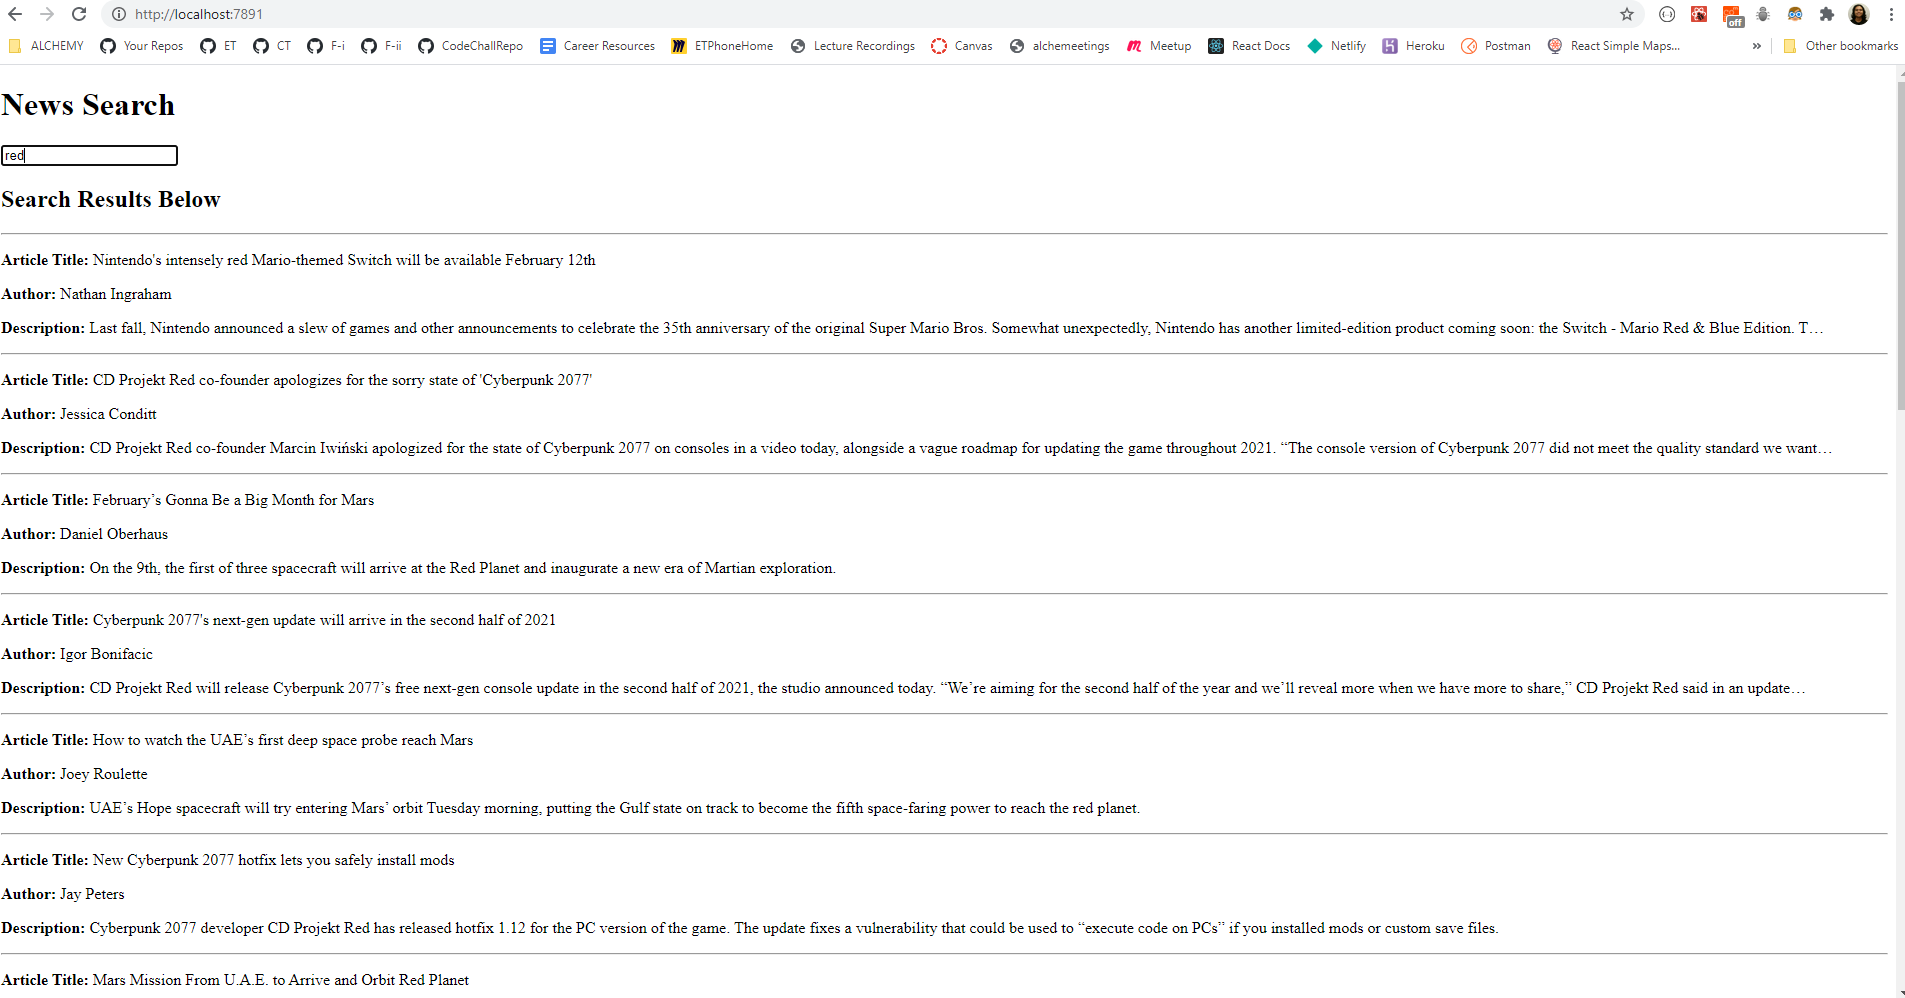 http://localhost:7891
off
ALCHEMY Your Repos ET CT F-i F-ii CodeChallRepo Career Resources ETPhoneHome Lecture Recordings Canvas alchemeetings Meetup React Docs Netlify Heroku Postman React Simple Maps... » Other bookmarks
News Search
red
Search Results Below
Article Title: Nintendo's intensely red Mario-themed Switch will be available February 12th
Author: Nathan Ingraham
Description: Last fall, Nintendo announced a slew of games and other announcements to celebrate the 35th anniversary of the original Super Mario Bros. Somewhat unexpectedly, Nintendo has another limited-edition product coming soon: the Switch - Mario Red & Blue Edition. T…
Article Title: CD Projekt Red co-founder apologizes for the sorry state of 'Cyberpunk 2077'
Author: Jessica Conditt
Description: CD Projekt Red co-founder Marcin Iwiński apologized for the state of Cyberpunk 2077 on consoles in a video today, alongside a vague roadmap for updating the game throughout 2021. “The console version of Cyberpunk 2077 did not meet the quality standard we want…
Article Title: February’s Gonna Be a Big Month for Mars
Author: Daniel Oberhaus
Description: On the 9th, the first of three spacecraft will arrive at the Red Planet and inaugurate a new era of Martian exploration.
Article Title: Cyberpunk 2077's next-gen update will arrive in the second half of 2021
Author: Igor Bonifacic
Description: CD Projekt Red will release Cyberpunk 2077’s free next-gen console update in the second half of 2021, the studio announced today. “We’re aiming for the second half of the year and we’ll reveal more when we have more to share,” CD Projekt Red said in an update…
Article Title: How to watch the UAE’s first deep space probe reach Mars
Author: Joey Roulette
Description: UAE’s Hope spacecraft will try entering Mars’ orbit Tuesday morning, putting the Gulf state on track to become the fifth space-faring power to reach the red planet.
Article Title: New Cyberpunk 2077 hotfix lets you safely install mods
Author: Jay Peters
Description: Cyberpunk 2077 developer CD Projekt Red has released hotfix 1.12 for the PC version of the game. The update fixes a vulnerability that could be used to “execute code on PCs” if you installed mods or custom save files.
Article Title: Mars Mission From U.A.E. to Arrive and Orbit Red Planet